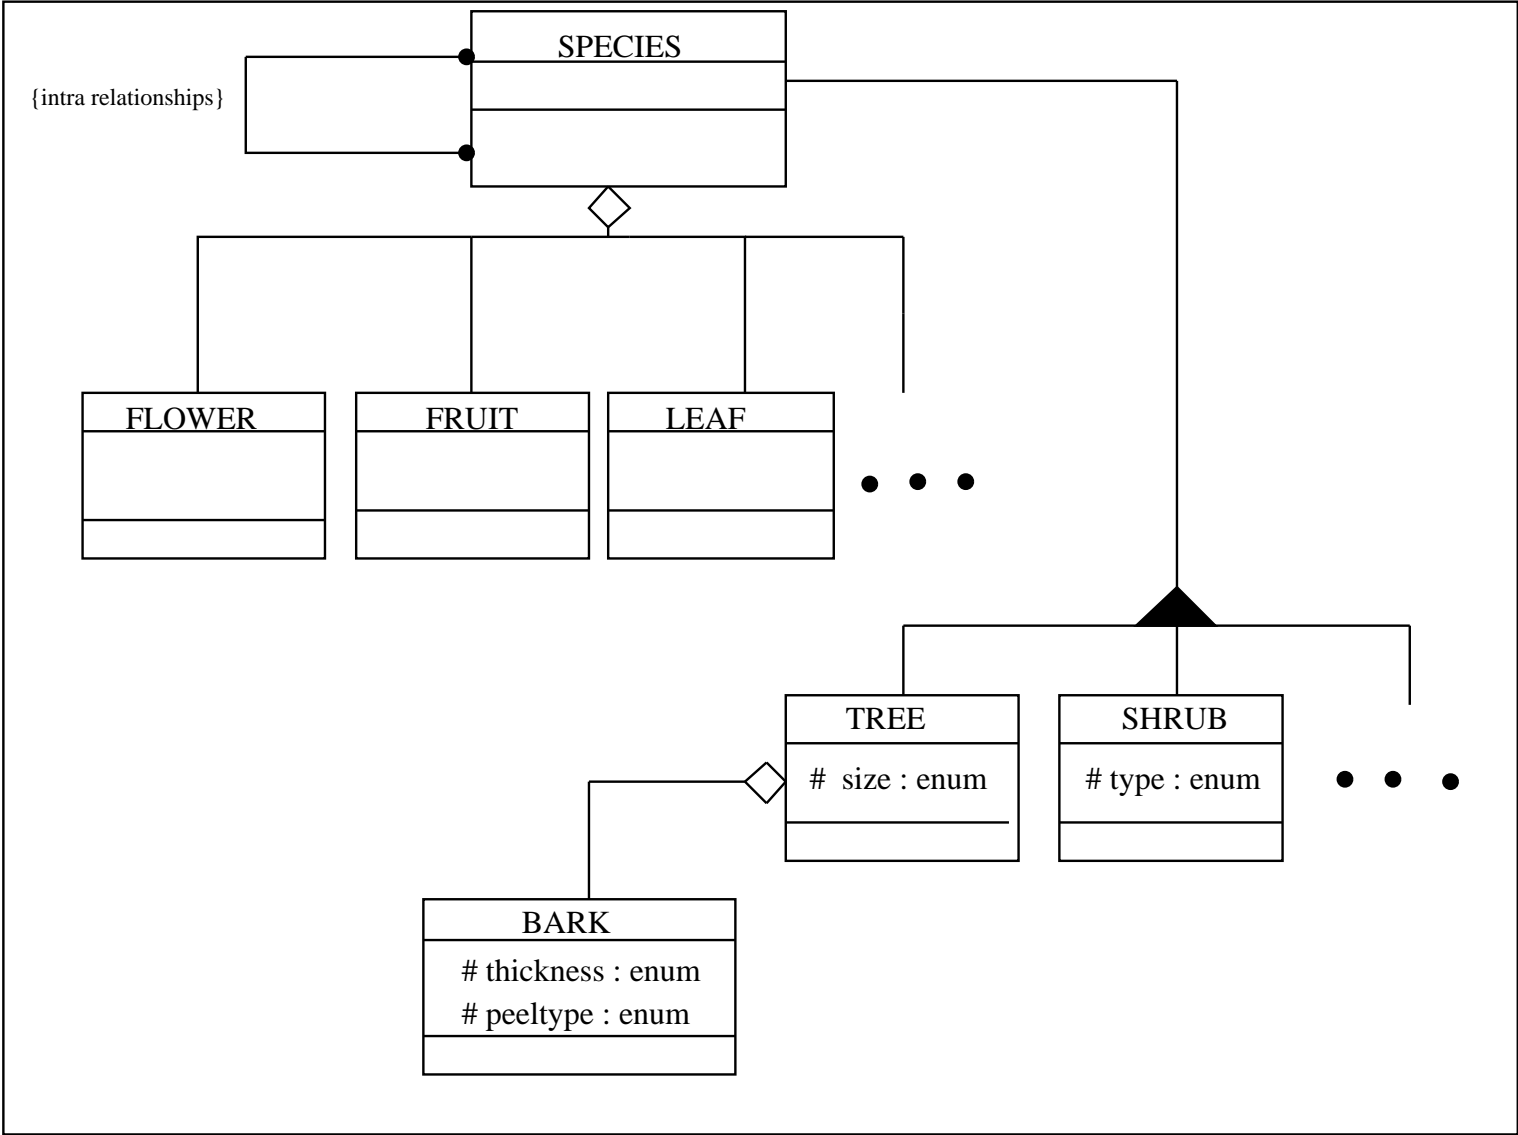 SPECIES
{intra relationships}
FLOWER
FRUIT
LEAF
TREE
# size : enum
SHRUB
# type : enum
BARK
# thickness : enum
# peeltype : enum